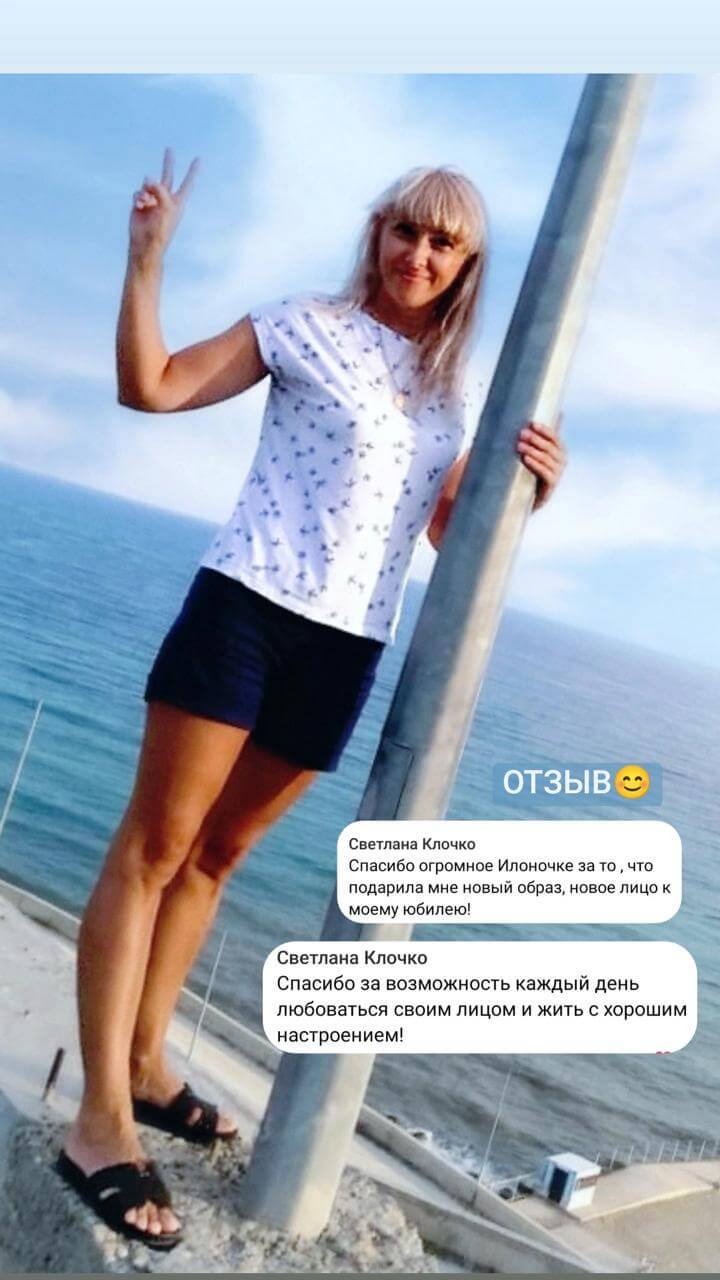 ОТЗЫВ😊
Светлана Клочко
Спасибо огромное Илоночке за то , что
подарила мне новый образ, новое лицо к
моему юбилею!
Светлана Клочко
Спасибо за возможность каждый день
любоваться своим лицом и жить с хорошим
настроением!